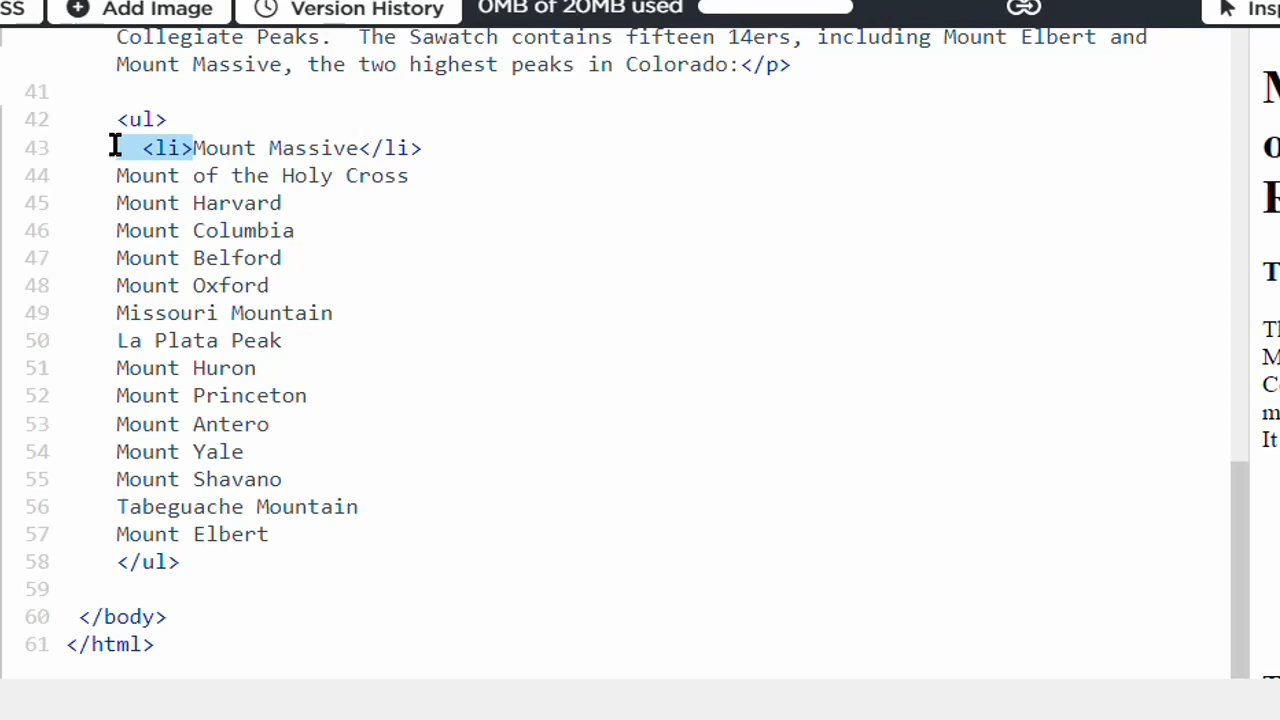 SS Add Image Version History 0MB of 20MB used
Collegiate Peaks.  The Sawatch contains fifteen 14ers, including Mount Elbert and
Mount Massive, the two highest peaks in Colorado:</p>
41
42 <ul>
43 <li>Mount Massive</li>
44 Mount of the Holy Cross
45 Mount Harvard
46 Mount Columbia
47 Mount Belford
48 Mount Oxford
49 Missouri Mountain
50 La Plata Peak
51 Mount Huron
52 Mount Princeton
53 Mount Antero
54 Mount Yale
55 Mount Shavano
56 Tabeguache Mountain
57 Mount Elbert
58 </ul>
59
60 </body>
61 </html>
It